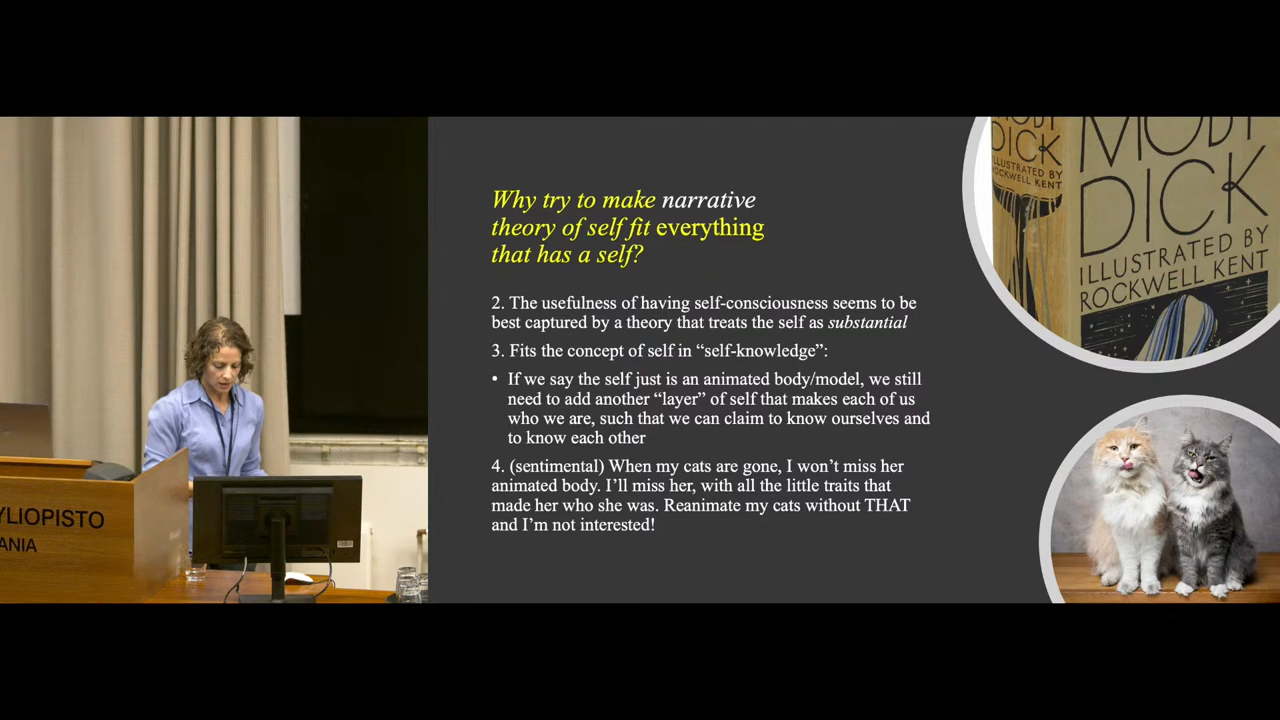 YLIOPISTO
ANIA
Why try to make narrative
theory of self fit everything
that has a self?
2. The usefulness of having self-consciousness seems to be
best captured by a theory that treats the self as substantial
3. Fits the concept of self in “self-knowledge”:
• If we say the self just is an animated body/model, we still
need to add another “layer” of self that makes each of us
who we are, such that we can claim to know ourselves and
to know each other
4. (sentimental) When my cats are gone, I won’t miss her
animated body. I’ll miss her, with all the little traits that
made her who she was. Reanimate my cats without THAT
and I’m not interested!
MOBY
DICK
ILLUSTRATED BY
ROCKWELL KENT
MOBY
DICK
ILLUSTRATED BY
ROCKWELL KENT